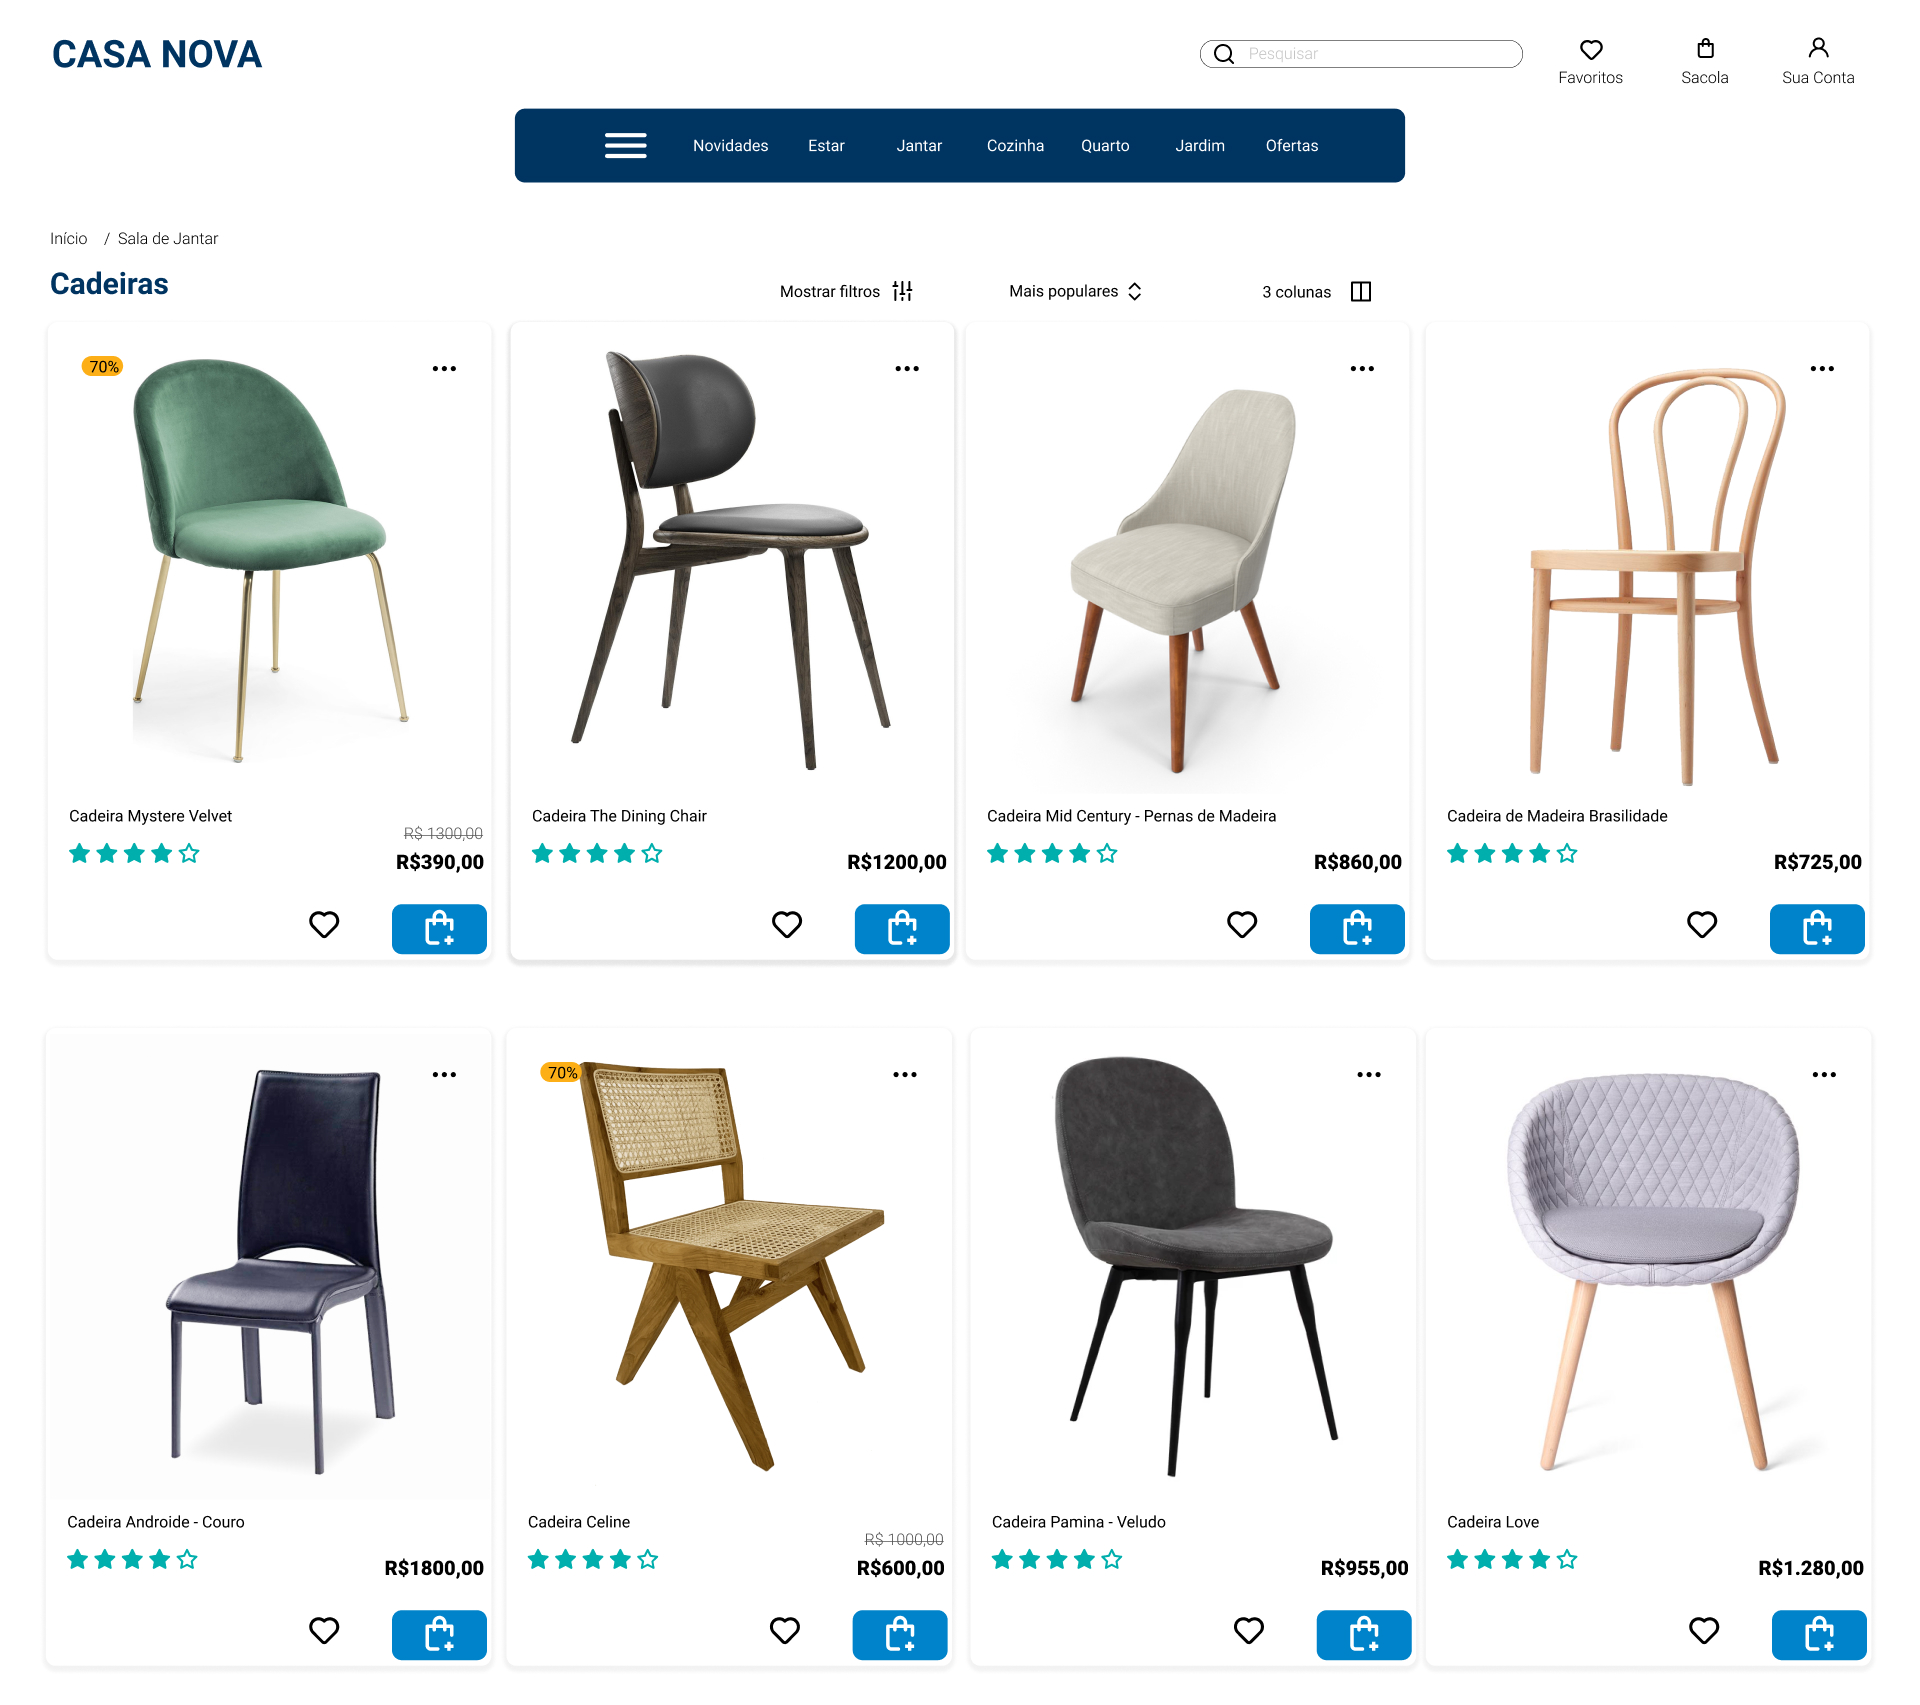 CASA NOVA
Pesquisar
Favoritos
Sacola
Sua Conta
Novidades
Estar
Jantar
Cozinha
Quarto
Jardim
Ofertas
Início / Sala de Jantar
Cadeiras
Mostrar filtros
Mais populares
3 colunas
70%
Cadeira Mystere Velvet
R$ 1300,00
R$390,00
Cadeira The Dining Chair
R$1200,00
Cadeira Mid Century - Pernas de Madeira
R$860,00
Cadeira de Madeira Brasilidade
R$725,00
Cadeira Androide - Couro
R$1800,00
70%
Cadeira Celine
R$ 1000,00
R$600,00
Cadeira Pamina - Veludo
R$955,00
Cadeira Love
R$1.280,00